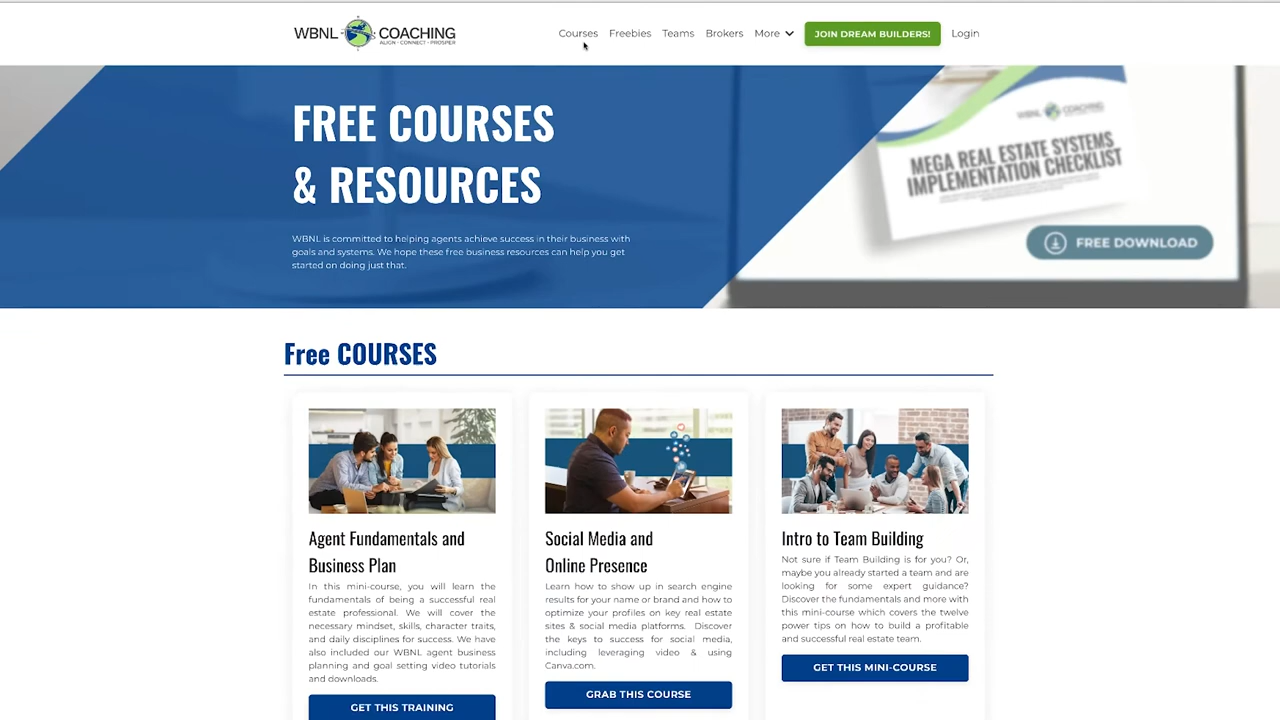 WBNL COACHING
ALIGN · CONNECT · PROSPER
Courses Freebies Teams Brokers More JOIN DREAM BUILDERS! Login
FREE COURSES
& RESOURCES
WBNL is committed to helping agents achieve success in their business with
goals and systems. We hope these free business resources can help you get
started on doing just that.
WBNL COACHING
MEGA REAL ESTATE SYSTEMS
IMPLEMENTATION CHECKLIST
FREE DOWNLOAD
Free COURSES
Agent Fundamentals and
Business Plan
In this mini-course, you will learn the
fundamentals of being a successful real
estate professional. We will cover the
necessary mindset, skills, character traits,
and daily disciplines for success. We have
also included our WBNL agent business
planning and goal setting video tutorials
and downloads.
GET THIS TRAINING
Social Media and
Online Presence
Learn how to show up in search engine
results for your name or brand and how to
optimize your profiles on key real estate
sites & social media platforms. Discover
the keys to success for social media,
including leveraging video & using
Canva.com.
GRAB THIS COURSE
Intro to Team Building
Not sure if Team Building is for you? Or,
maybe you already started a team and are
looking for some expert guidance?
Discover the fundamentals and more with
this mini-course which covers the twelve
power tips on how to build a profitable
and successful real estate team.
GET THIS MINI-COURSE